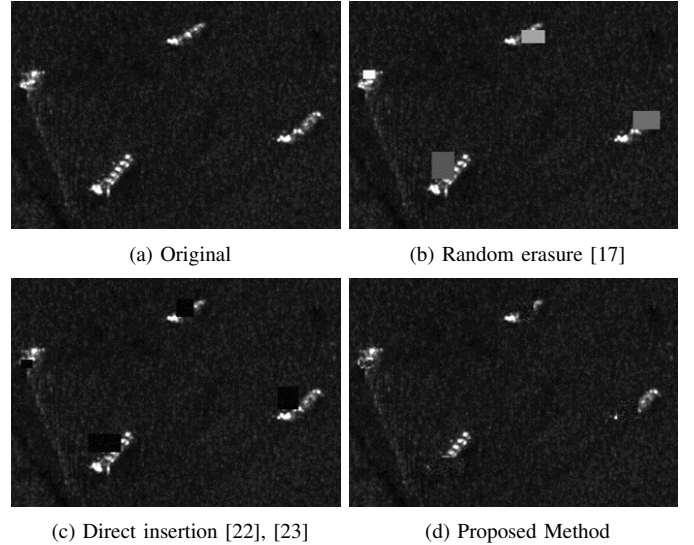 (a) Original
(b) Random erasure [17]
(c) Direct insertion [22], [23]
(d) Proposed Method